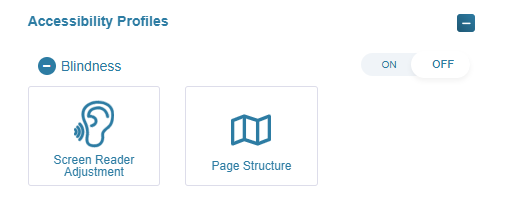 Accessibility Profiles
Blindness
ON
OFF
Screen Reader
Adjustment
Page Structure